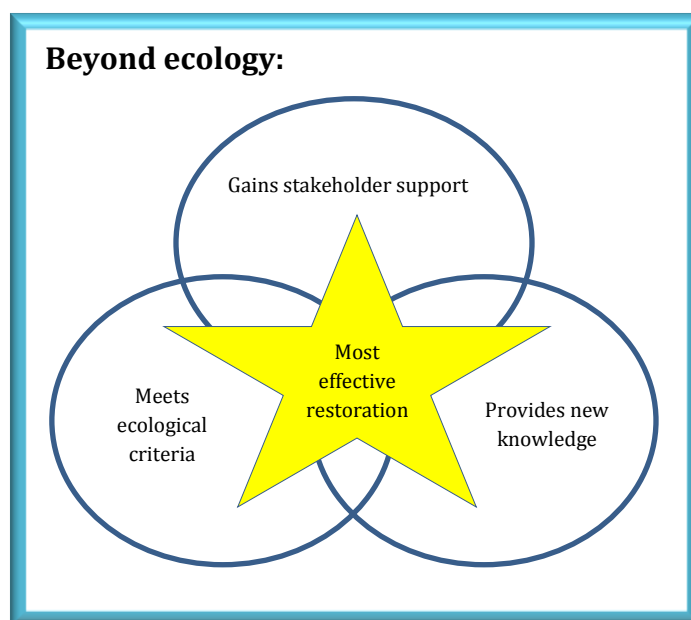 Beyond ecology:
Gains stakeholder support
Most
effective
restoration
Meets
ecological
criteria
Provides new
knowledge